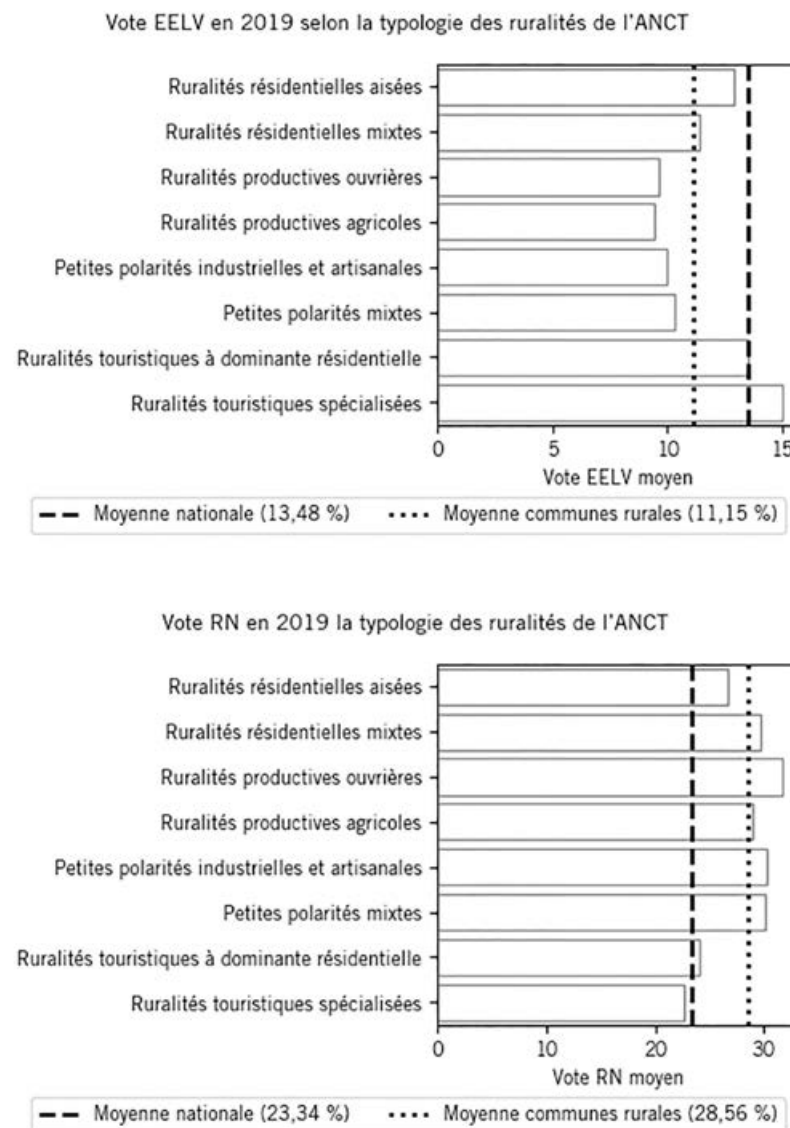 Vote EELV en 2019 selon la typologie des ruralités de l'ANCT
Ruralités résidentielles aisées
Ruralités résidentielles mixtes
Ruralités productives ouvrières
Ruralités productives agricoles
Petites polarités industrielles et artisanales
Petites polarités mixtes
Ruralités touristiques à dominante résidentielle
Ruralités touristiques spécialisées
0 5 10 15
Vote EELV moyen
Moyenne nationale (13,48 %) Moyenne communes rurales (11,15 %)
Vote RN en 2019 la typologie des ruralités de l'ANCT
Ruralités résidentielles aisées
Ruralités résidentielles mixtes
Ruralités productives ouvrières
Ruralités productives agricoles
Petites polarités industrielles et artisanales
Petites polarités mixtes
Ruralités touristiques à dominante résidentielle
Ruralités touristiques spécialisées
0 10 20 30
Vote RN moyen
Moyenne nationale (23,34 %) Moyenne communes rurales (28,56 %)